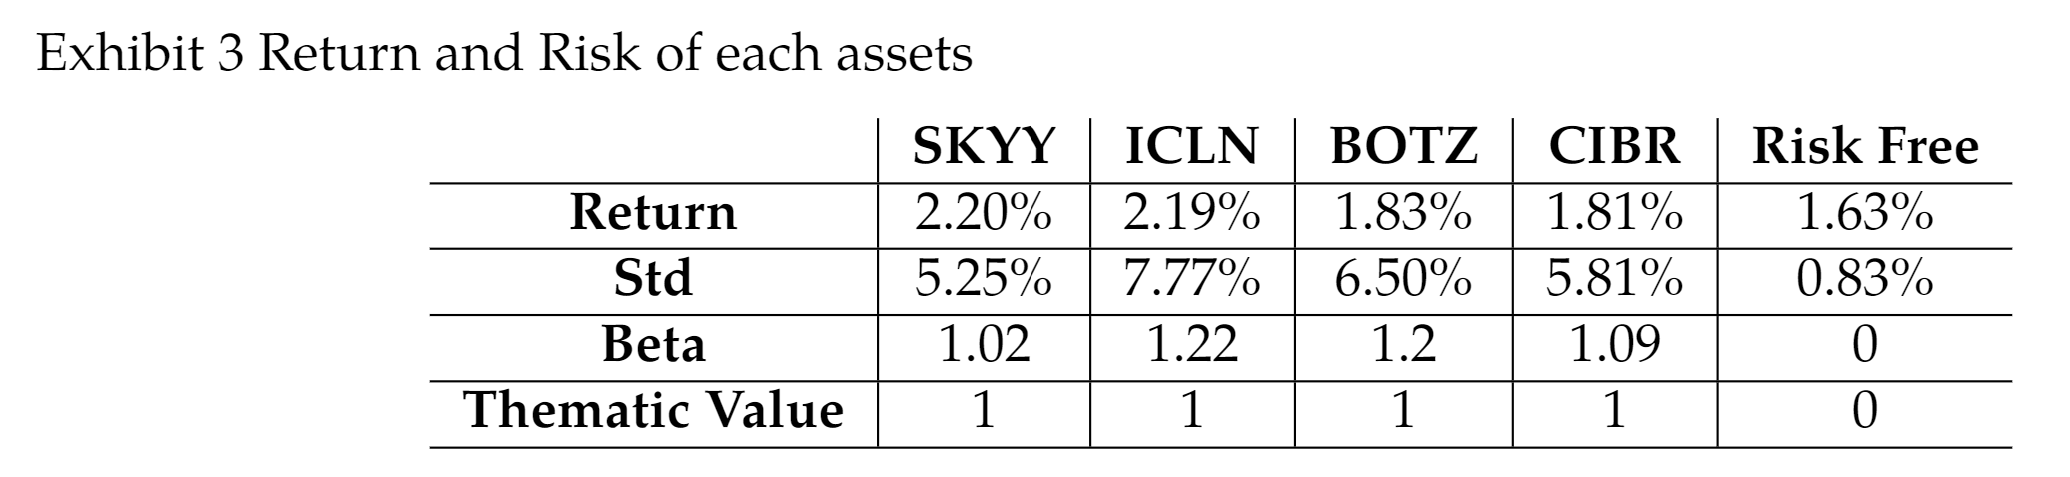 Exhibit 3 Return and Risk of each assets
SKYY ICLN BOTZ CIBR Risk Free
Return 2.20% 2.19% 1.83% 1.81% 1.63%
Std 5.25% 7.77% 6.50% 5.81% 0.83%
Beta 1.02 1.22 1.2 1.09 0
Thematic Value 1 1 1 1 0